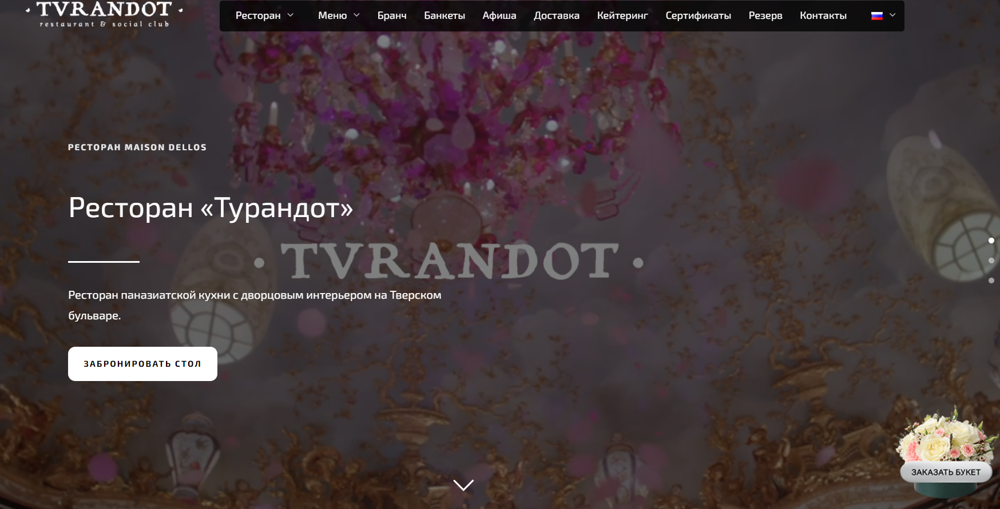 · TVRANDOT ·
restaurant & social club
Ресторан Меню Бранч Банкеты Афиша Доставка Кейтеринг Сертификаты Резерв Контакты
РЕСТОРАН MAISON DELLOS
Ресторан «Турандот»
· TVRANDOT ·
Ресторан паназиатской кухни с дворцовым интерьером на Тверском
бульваре.
ЗАБРОНИРОВАТЬ СТОЛ
ЗАКАЗАТЬ БУКЕТ